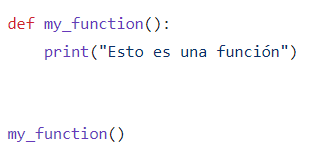 def my_function():
    print("Esto es una función")
my_function()